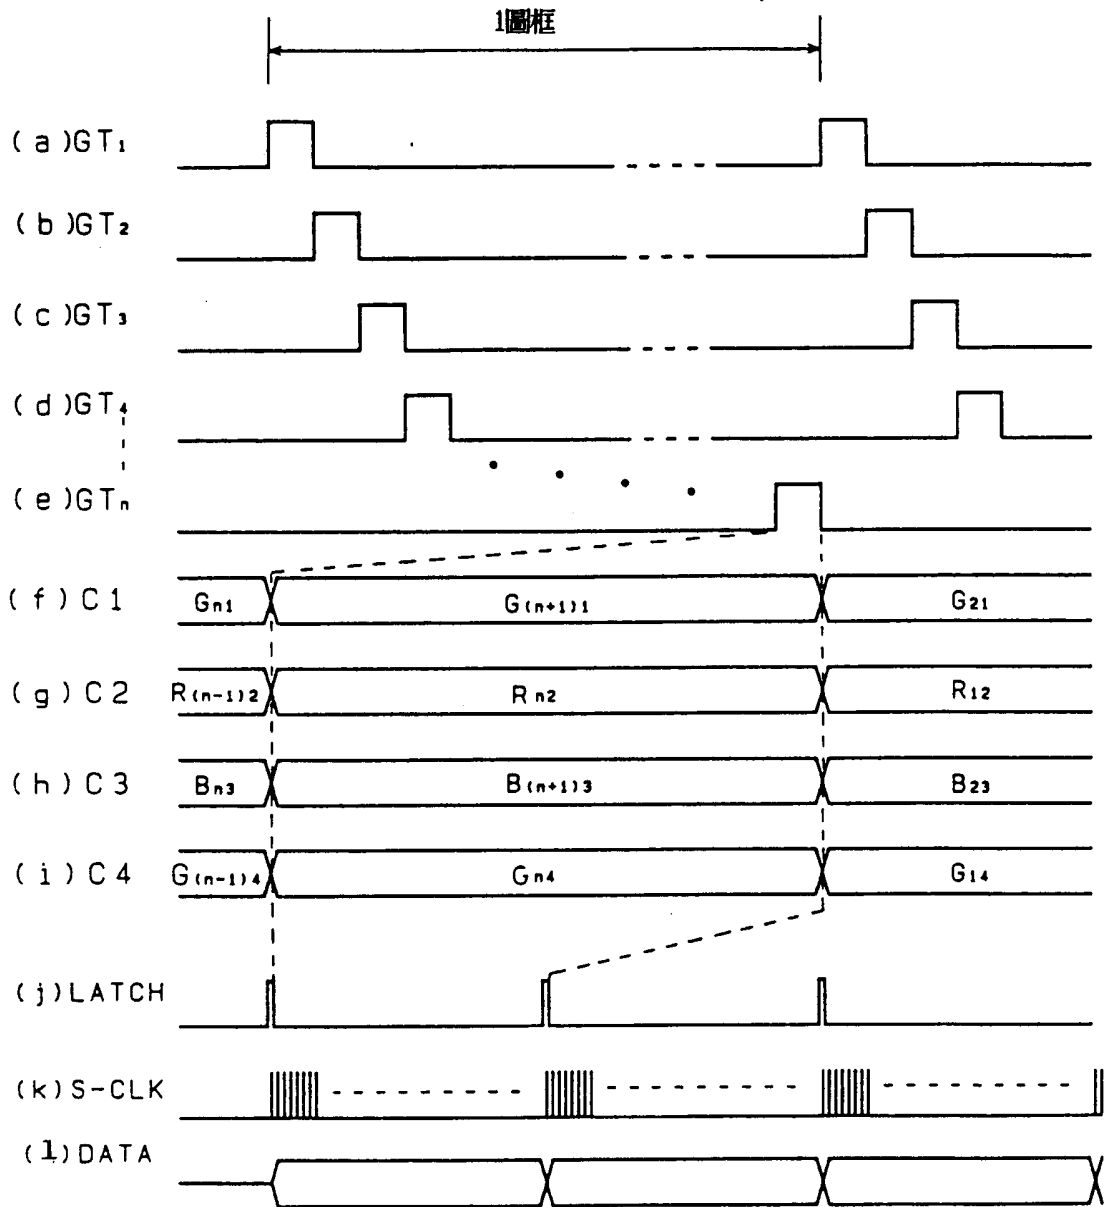 1圖框
(a)GT₁
(b)GT₂
(c)GT₃
(d)GT₄
(e)GTₙ
(f)C1 Gₙ₁ G₍ₙ₊₁₎₁ G₂₁
(g)C2 R₍ₙ₋₁₎₂ Rₙ₂ R₁₂
(h)C3 Bₙ₃ B₍ₙ₊₁₎₃ B₂₃
(i)C4 G₍ₙ₋₁₎₄ Gₙ₄ G₁₄
(j)LATCH
(k)S-CLK
(l)DATA